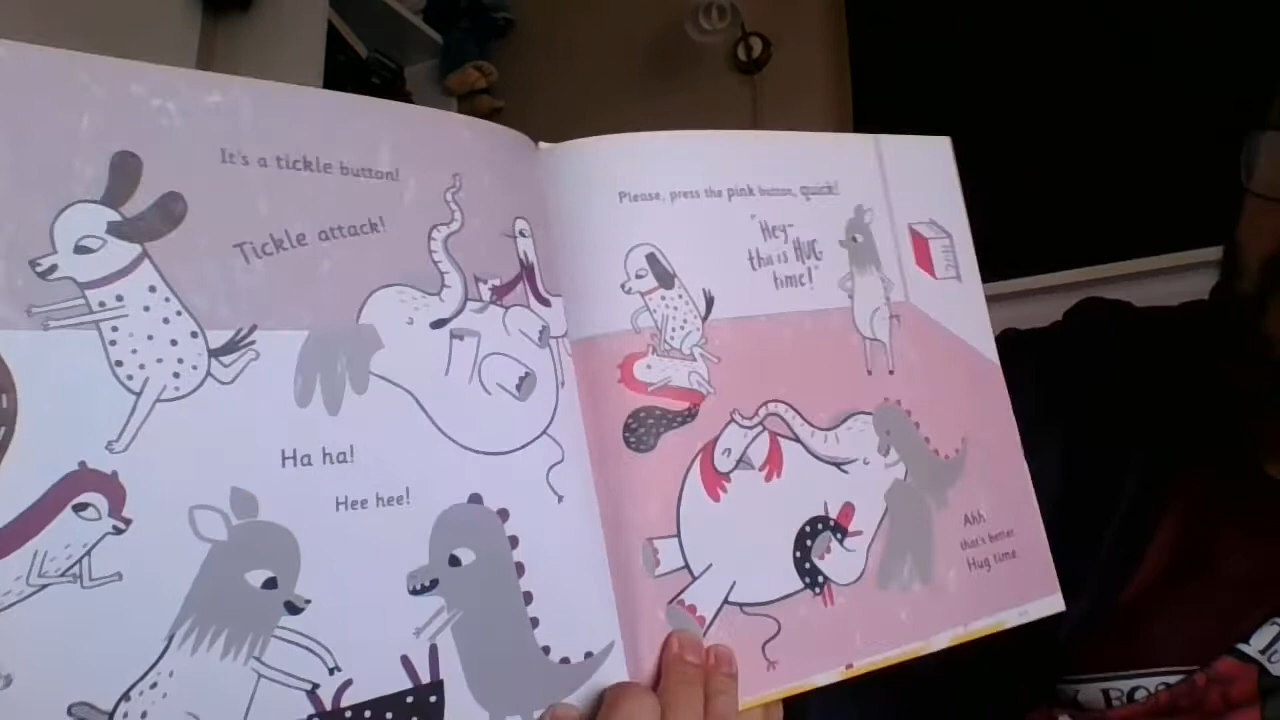 It's a tickle button!
Tickle attack!
Ha ha!
Hee hee!
Please, press the pink button, quick!
"Hey-
this is HUG
time!"
Ahh
that's better.
Hug time.